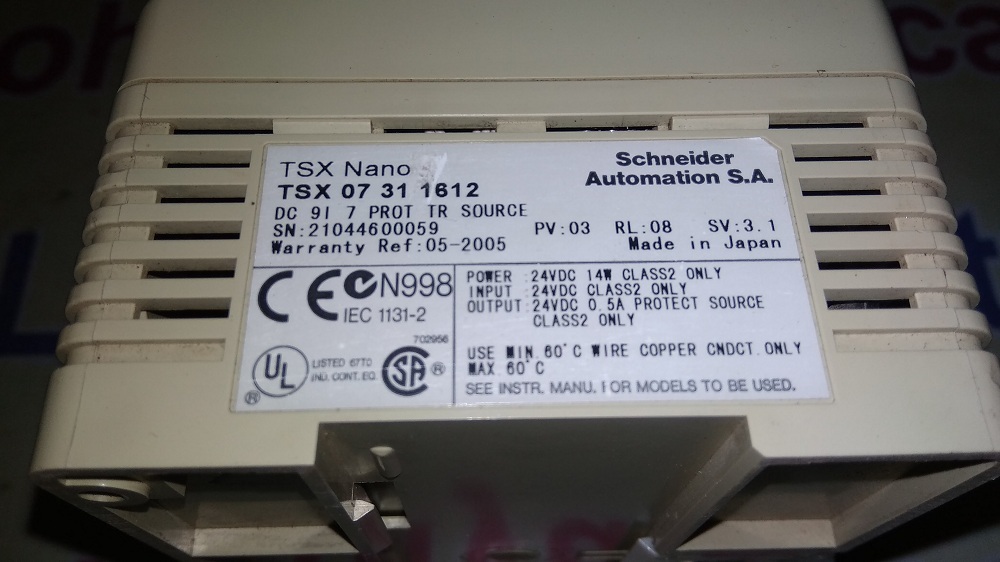 TSX Nano
Schneider
Automation S.A.
TSX 07 31 1612
DC 9I 7 PROT TR SOURCE
SN:21044600059 PV:03 RL:08 SV:3.1
Warranty Ref:05-2005 Made in Japan
CE N998
IEC 1131-2
702956
UL LISTED 67T0
IND. CONT. EQ.
SA ®
®
POWER :24VDC 14W CLASS2 ONLY
INPUT :24VDC CLASS2 ONLY
OUTPUT:24VDC 0.5A PROTECT SOURCE
CLASS2 ONLY
USE MIN.60°C WIRE COPPER CNDCT.ONLY
MAX.60°C
SEE INSTR. MANU. FOR MODELS TO BE USED.